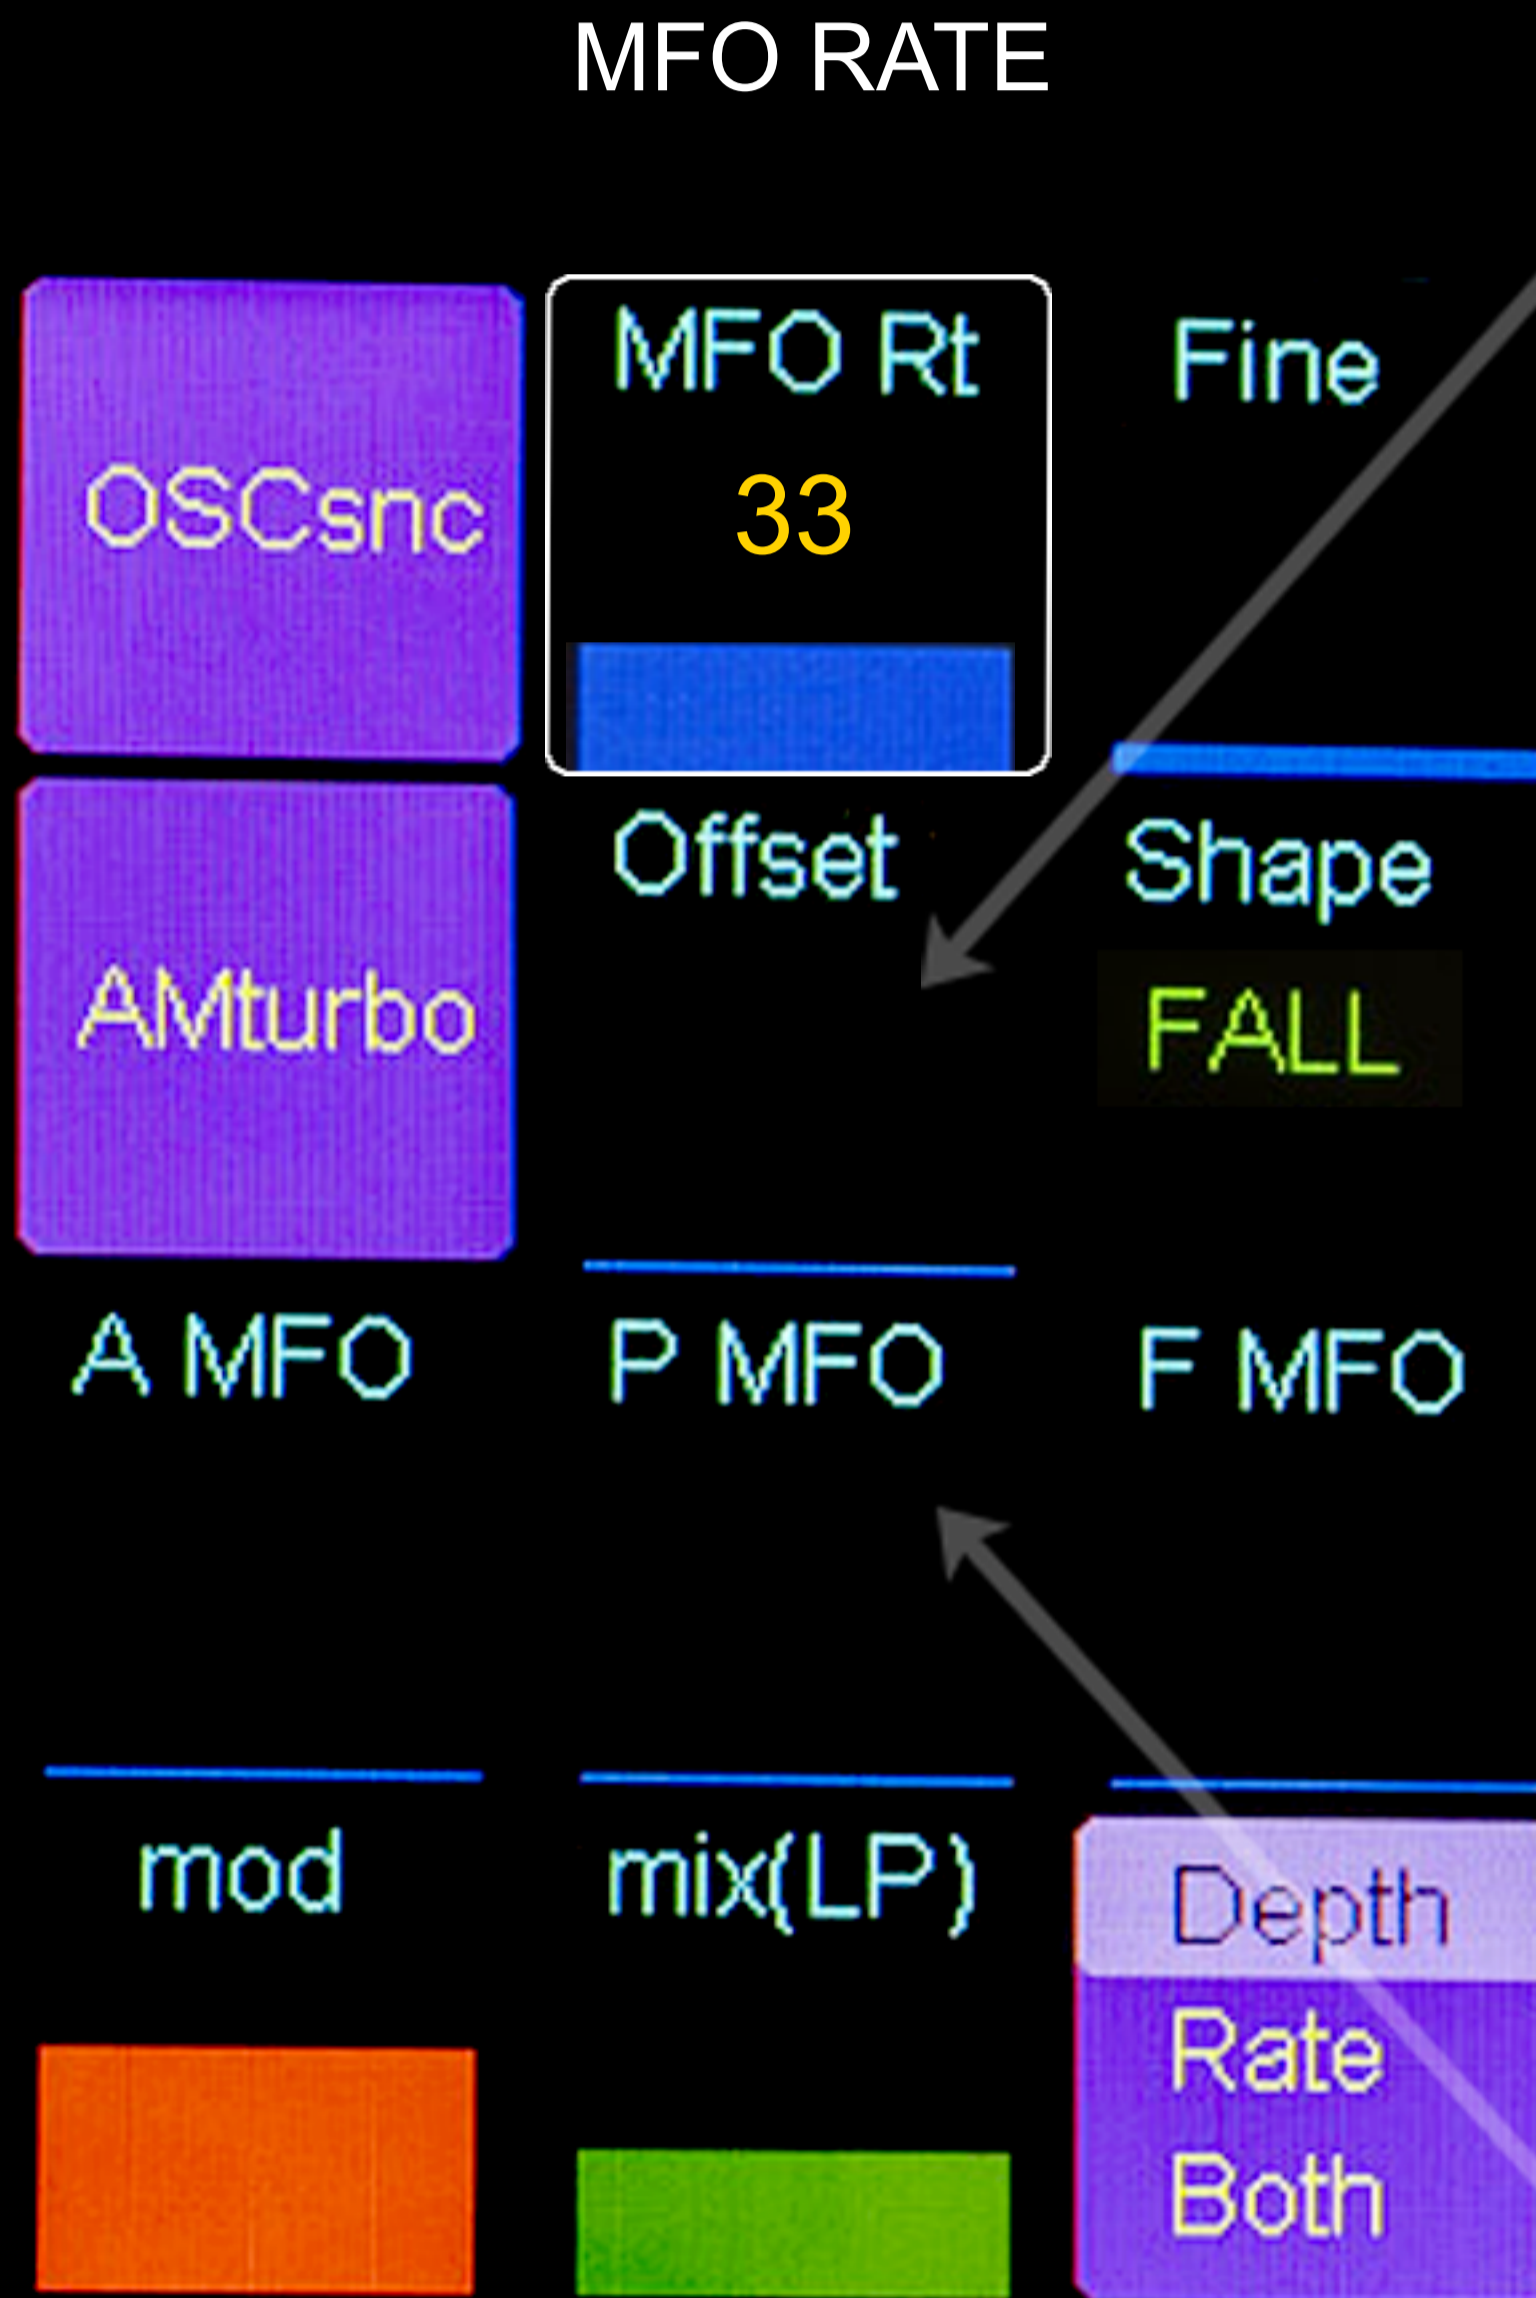 MFO RATE
OSCsnc
MFO Rt
33
Fine
AMturbo
Offset
Shape
FALL
A MFO
P MFO
F MFO
mod
mix(LP)
Depth
Rate
Both